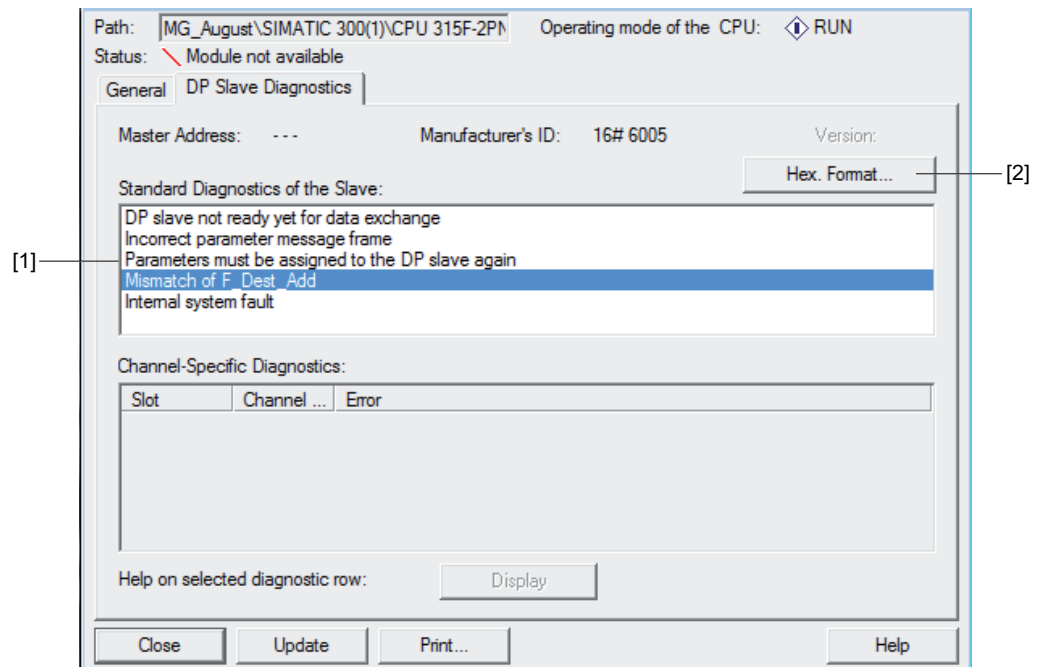 Path: MG_August\SIMATIC 300(1)\CPU 315F-2PN Operating mode of the CPU: RUN
Status: Module not available
General DP Slave Diagnostics
Master Address: - - - Manufacturer's ID: 16# 6005 Version:
Hex. Format... [2]
Standard Diagnostics of the Slave:
DP slave not ready yet for data exchange
Incorrect parameter message frame
[1] Parameters must be assigned to the DP slave again
Mismatch of F_Dest_Add
Internal system fault
Channel-Specific Diagnostics:
Slot Channel ... Error
Help on selected diagnostic row: Display
Close Update Print... Help